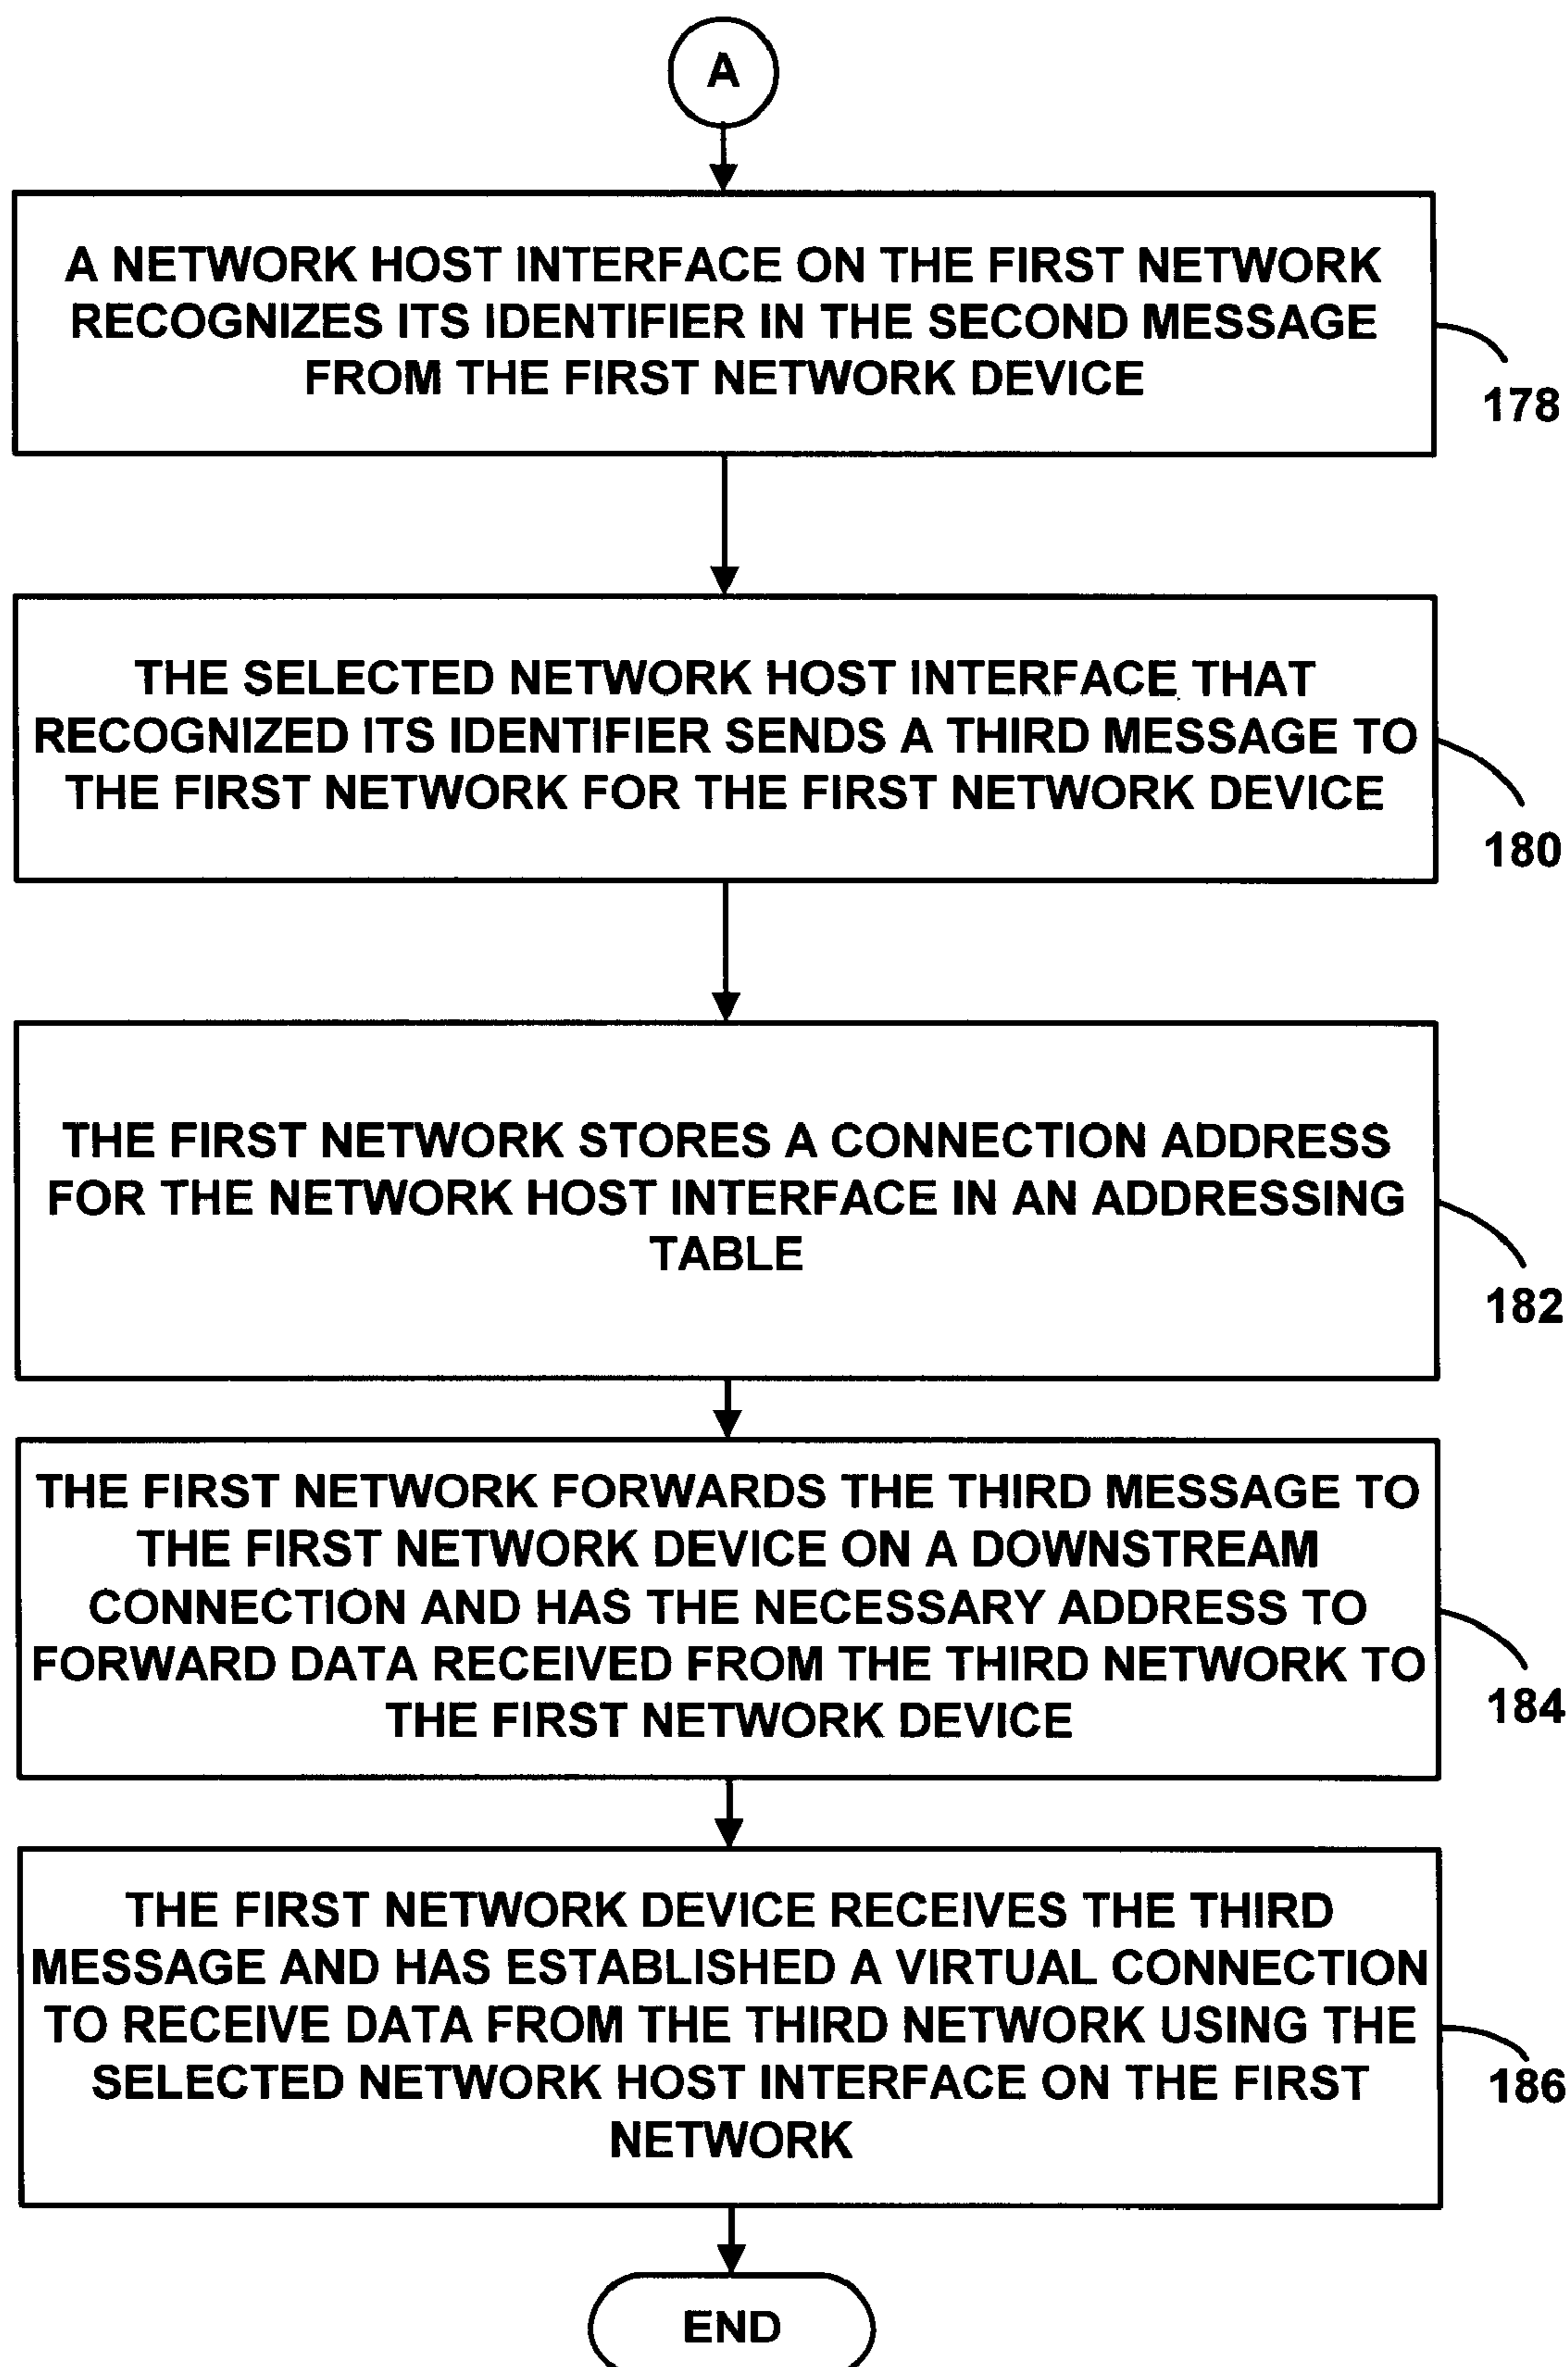 A
A NETWORK HOST INTERFACE ON THE FIRST NETWORK
RECOGNIZES ITS IDENTIFIER IN THE SECOND MESSAGE
FROM THE FIRST NETWORK DEVICE
178
THE SELECTED NETWORK HOST INTERFACE THAT
RECOGNIZED ITS IDENTIFIER SENDS A THIRD MESSAGE TO
THE FIRST NETWORK FOR THE FIRST NETWORK DEVICE
180
THE FIRST NETWORK STORES A CONNECTION ADDRESS
FOR THE NETWORK HOST INTERFACE IN AN ADDRESSING
TABLE
182
THE FIRST NETWORK FORWARDS THE THIRD MESSAGE TO
THE FIRST NETWORK DEVICE ON A DOWNSTREAM
CONNECTION AND HAS THE NECESSARY ADDRESS TO
FORWARD DATA RECEIVED FROM THE THIRD NETWORK TO
THE FIRST NETWORK DEVICE
184
THE FIRST NETWORK DEVICE RECEIVES THE THIRD
MESSAGE AND HAS ESTABLISHED A VIRTUAL CONNECTION
TO RECEIVE DATA FROM THE THIRD NETWORK USING THE
SELECTED NETWORK HOST INTERFACE ON THE FIRST
NETWORK
186
END